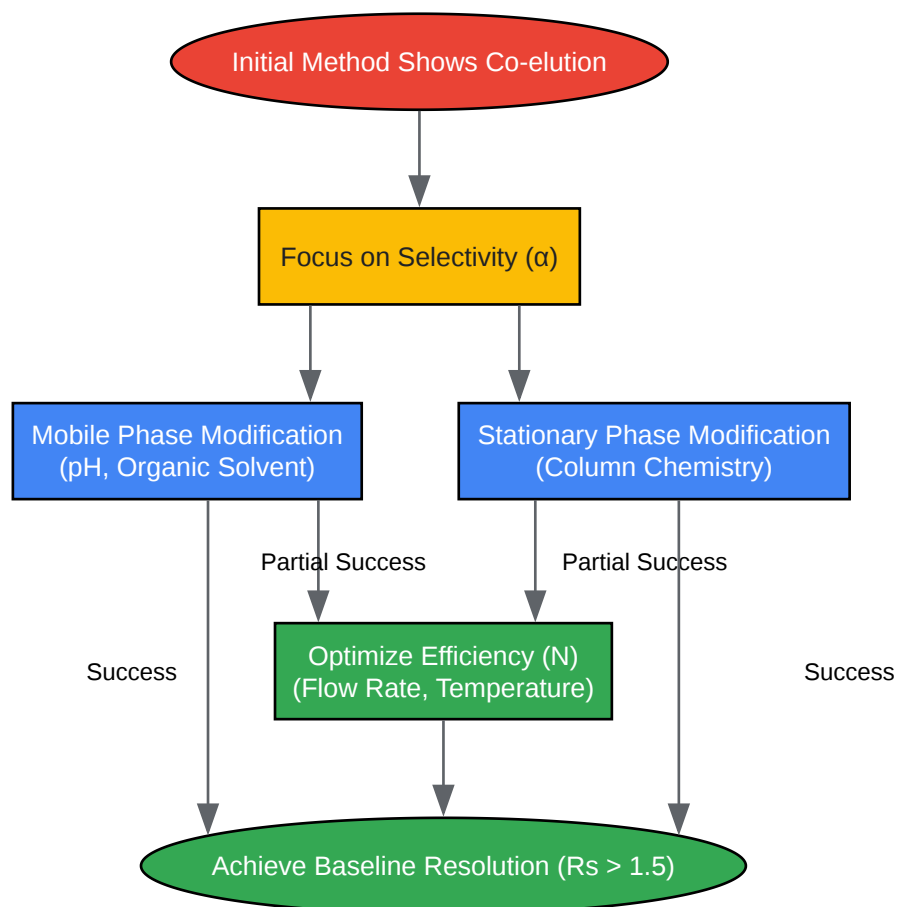 Initial Method Shows Co-elution
Focus on Selectivity (α)
Mobile Phase Modification
(pH, Organic Solvent)
Stationary Phase Modification
(Column Chemistry)
Partial Success
Partial Success
Optimize Efficiency (N)
(Flow Rate, Temperature)
Success
Success
Achieve Baseline Resolution (Rs > 1.5)